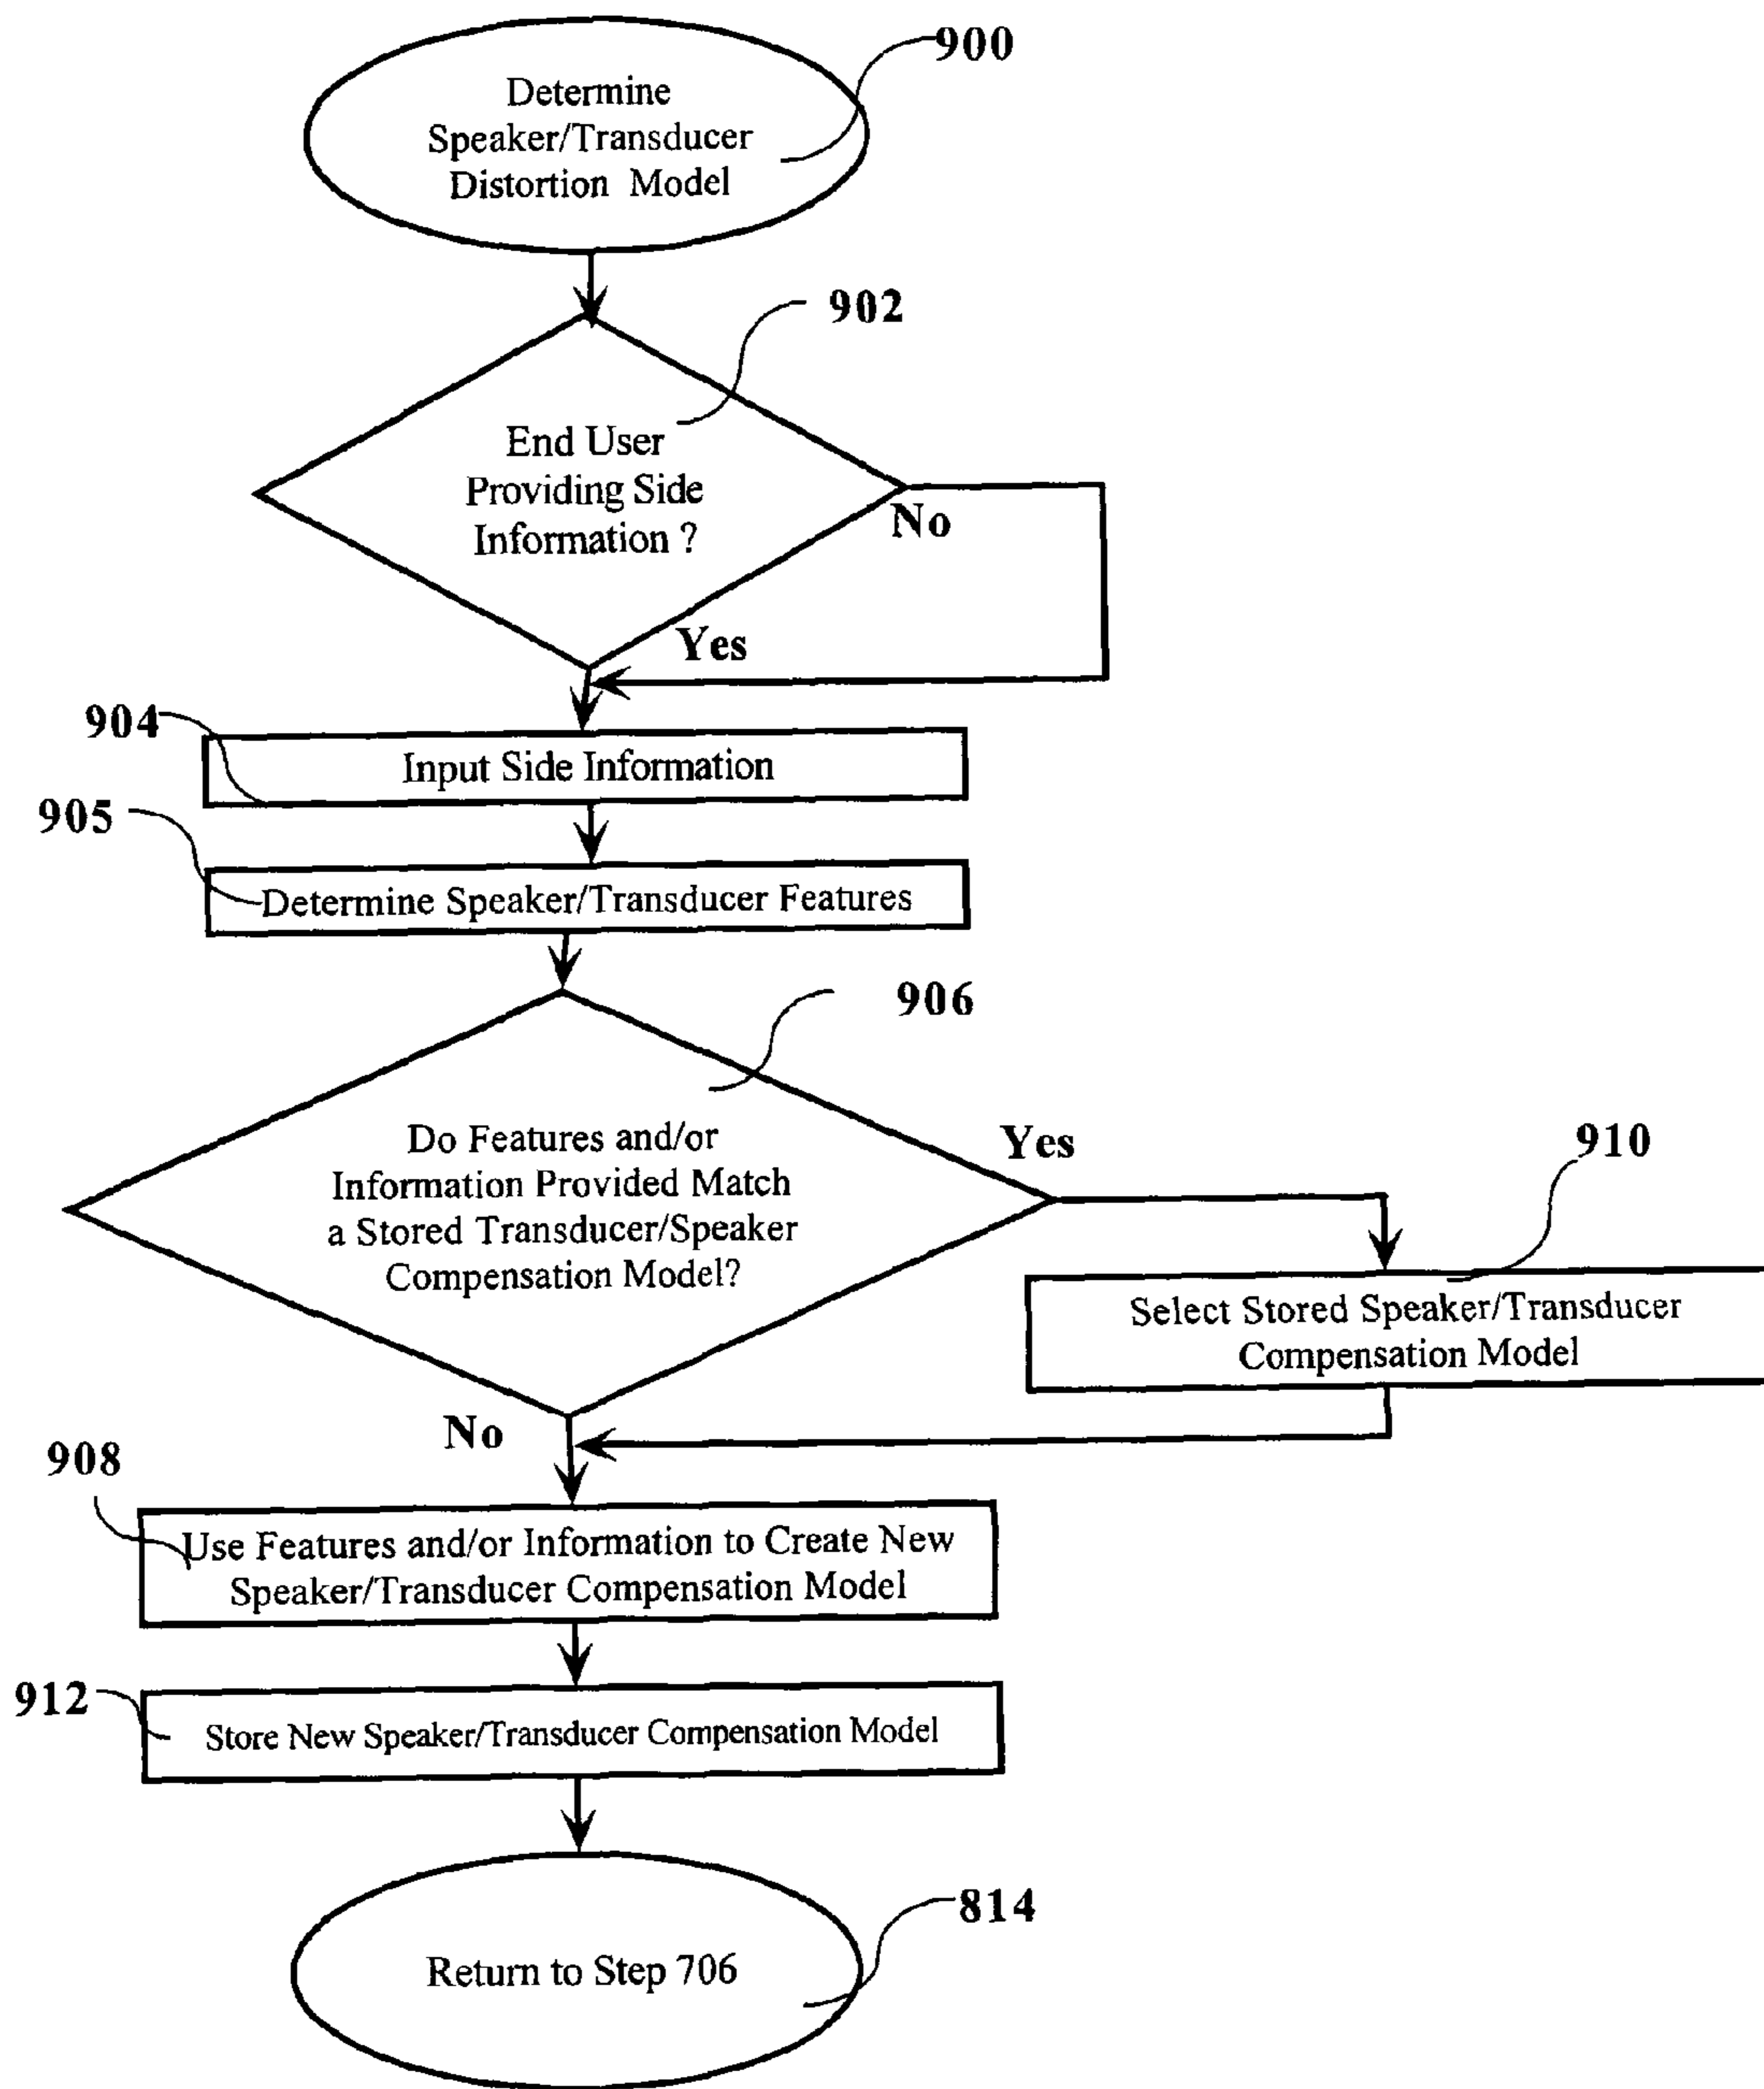 900
Determine
Speaker/Transducer
Distortion Model
902
End User
Providing Side
Information ?
No
Yes
904
Input Side Information
905
Determine Speaker/Transducer Features
906
Do Features and/or
Information Provided Match
a Stored Transducer/Speaker
Compensation Model?
Yes
910
Select Stored Speaker/Transducer
Compensation Model
No
908
Use Features and/or Information to Create New
Speaker/Transducer Compensation Model
912
Store New Speaker/Transducer Compensation Model
814
Return to Step 706